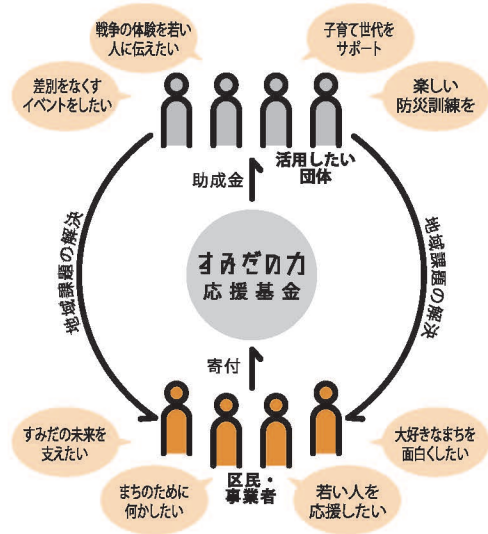 戦争の体験を若い
人に伝えたい
子育て世代を
サポート
差別をなくす
イベントをしたい
楽しい
防災訓練を
活用したい
団体
助成金
地域課題の解決
地域課題の解決
すみだの力
応援基金
寄付
すみだの未来を
支えたい
大好きなまちを
面白くしたい
まちのために
何かしたい
区民・
事業者
若い人を
応援したい